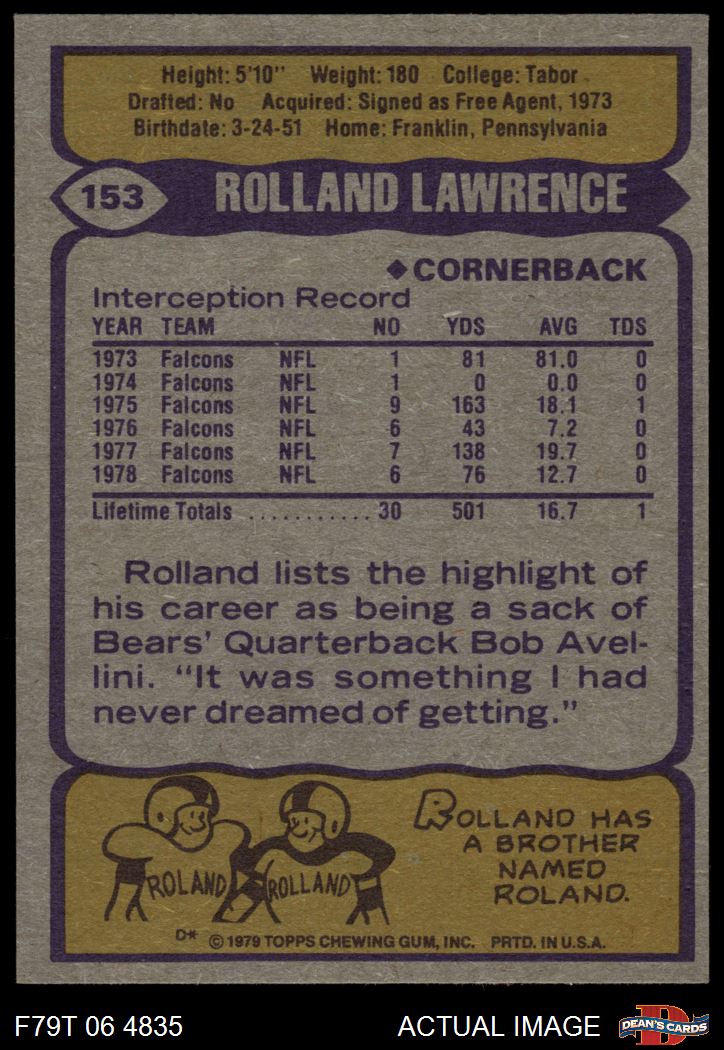 Height: 5'10" Weight: 180 College: Tabor
Drafted: No Acquired: Signed as Free Agent, 1973
Birthdate: 3-24-51 Home: Franklin, Pennsylvania
153 ROLLAND LAWRENCE
◆CORNERBACK
Interception Record
YEAR TEAM NO YDS AVG TDS
1973 Falcons NFL 1 81 81.0 0
1974 Falcons NFL 1 0 0.0 0
1975 Falcons NFL 9 163 18.1 1
1976 Falcons NFL 6 43 7.2 0
1977 Falcons NFL 7 138 19.7 0
1978 Falcons NFL 6 76 12.7 0
Lifetime Totals ........... 30 501 16.7 1
Rolland lists the highlight of
his career as being a sack of
Bears' Quarterback Bob Avel-
lini. "It was something I had
never dreamed of getting."
ROLAND ROLLAND
ROLLAND HAS
A BROTHER
NAMED
ROLAND.
D* © 1979 TOPPS CHEWING GUM, INC. PRTD. IN U.S.A.
F79T 06 4835 ACTUAL IMAGE D DEAN'S CARDS